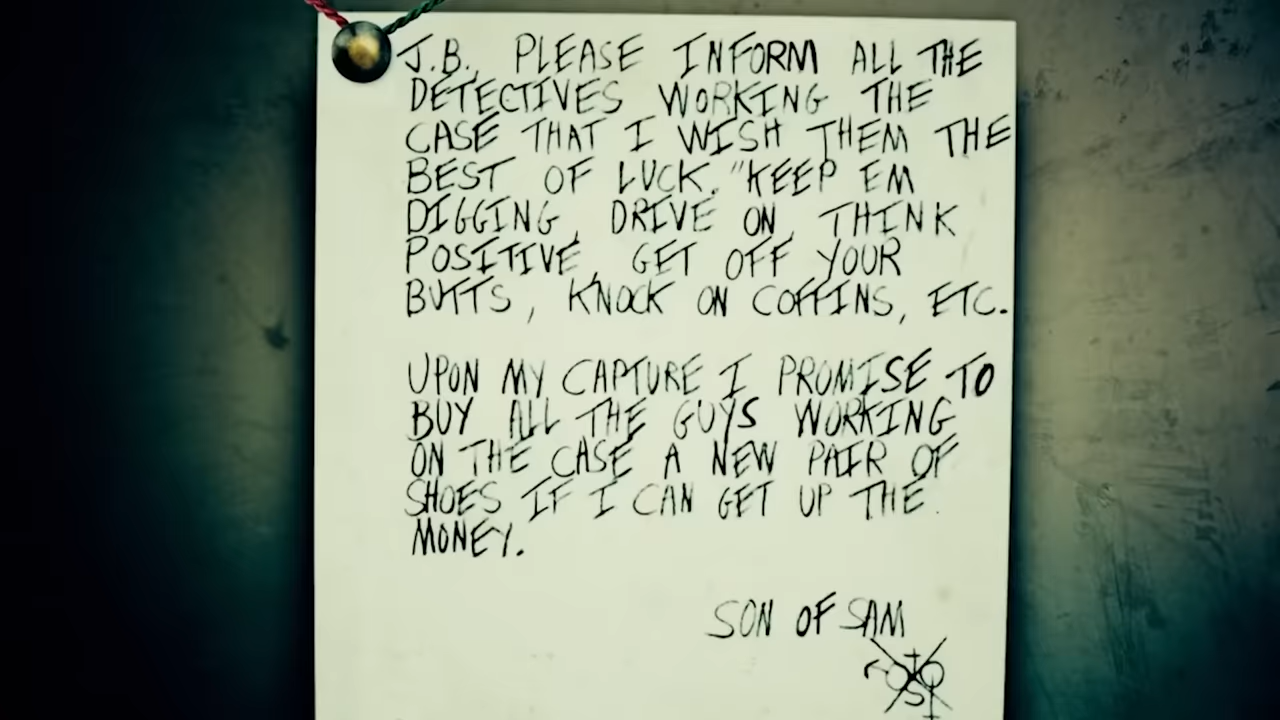 J.B. PLEASE INFORM ALL THE
DETECTIVES WORKING THE
CASE THAT I WISH THEM THE
BEST OF LUCK. "KEEP EM
DIGGING, DRIVE ON, THINK
POSITIVE, GET OFF YOUR
BUTTS, KNOCK ON COFFINS, ETC.
UPON MY CAPTURE I PROMISE TO
BUY ALL THE GUYS WORKING
ON THE CASE A NEW PAIR OF
SHOES IF I CAN GET UP THE
MONEY.
SON OF SAM